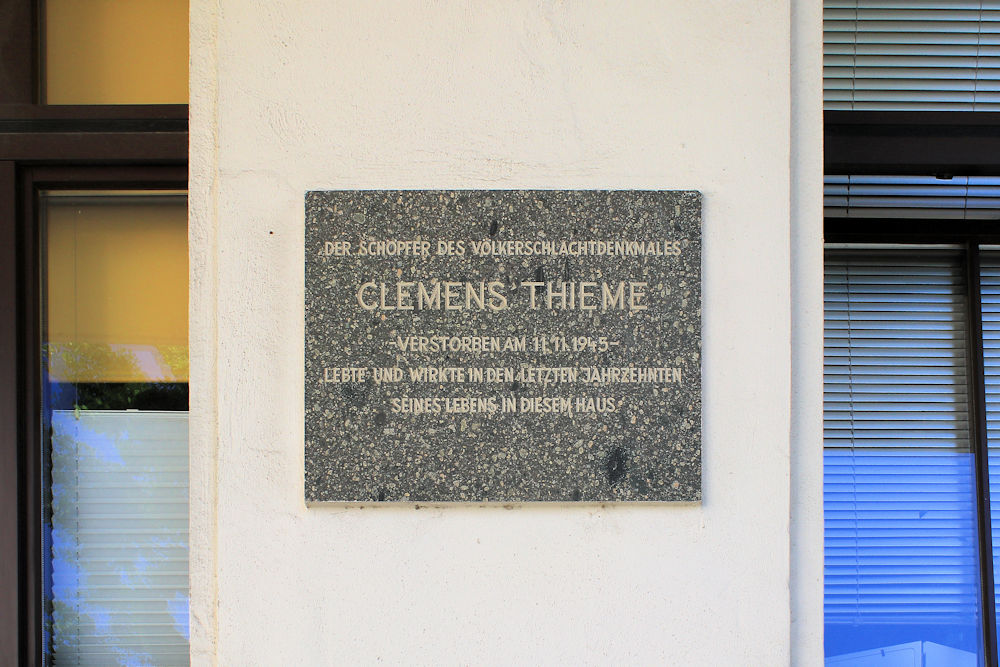 DER SCHÖPFER DES VÖLKERSCHLACHTDENKMALES
CLEMENS THIEME
-VERSTORBEN AM 11.11.1945-
LEBTE UND WIRKTE IN DEN LETZTEN JAHRZEHNTEN
SEINES LEBENS IN DIESEM HAUS